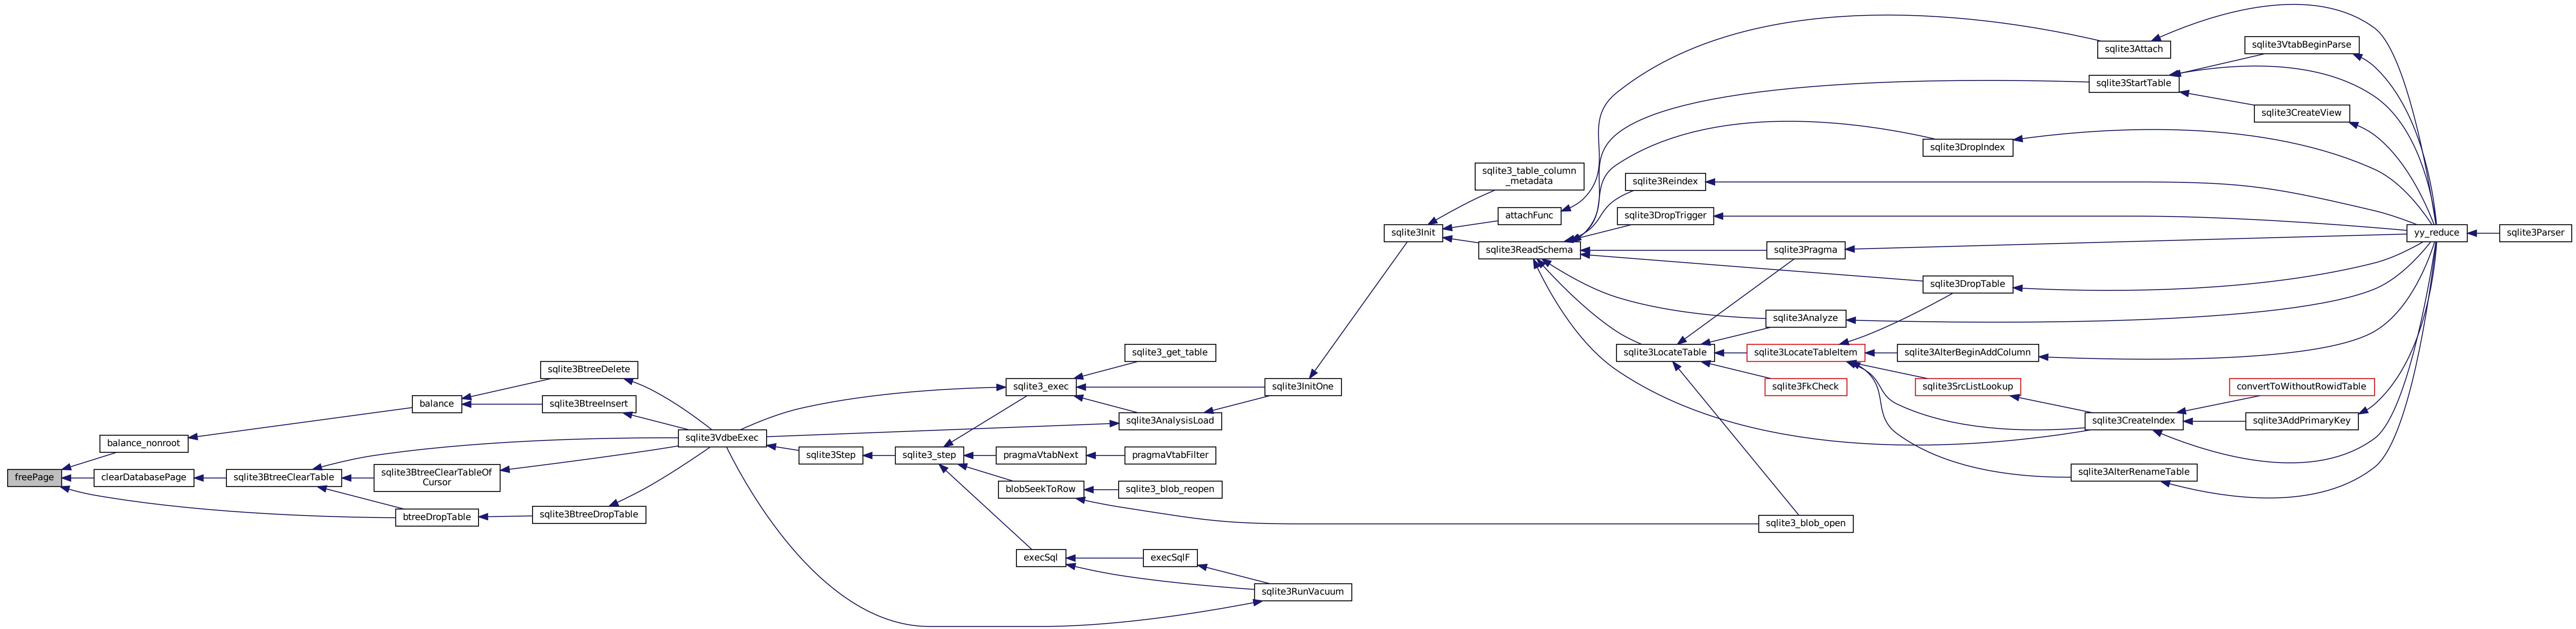 sqlite3Attach
sqlite3VtabBeginParse
sqlite3StartTable
sqlite3CreateView
sqlite3DropIndex
sqlite3_table_column
_metadata
sqlite3Reindex
attachFunc
sqlite3DropTrigger
sqlite3Init
yy_reduce
sqlite3Parser
sqlite3ReadSchema
sqlite3Pragma
sqlite3DropTable
sqlite3Analyze
sqlite3_get_table
sqlite3LocateTable
sqlite3LocateTableItem
sqlite3AlterBeginAddColumn
sqlite3BtreeDelete
sqlite3_exec
sqlite3InitOne
sqlite3FkCheck
sqlite3SrcListLookup
convertToWithoutRowidTable
balance
sqlite3BtreeInsert
sqlite3AnalysisLoad
sqlite3CreateIndex
sqlite3AddPrimaryKey
balance_nonroot
sqlite3VdbeExec
sqlite3Step
sqlite3_step
pragmaVtabNext
pragmaVtabFilter
freePage
clearDatabasePage
sqlite3BtreeClearTable
sqlite3BtreeClearTableOf
Cursor
sqlite3AlterRenameTable
blobSeekToRow
sqlite3_blob_reopen
btreeDropTable
sqlite3BtreeDropTable
sqlite3_blob_open
execSql
execSqlF
sqlite3RunVacuum